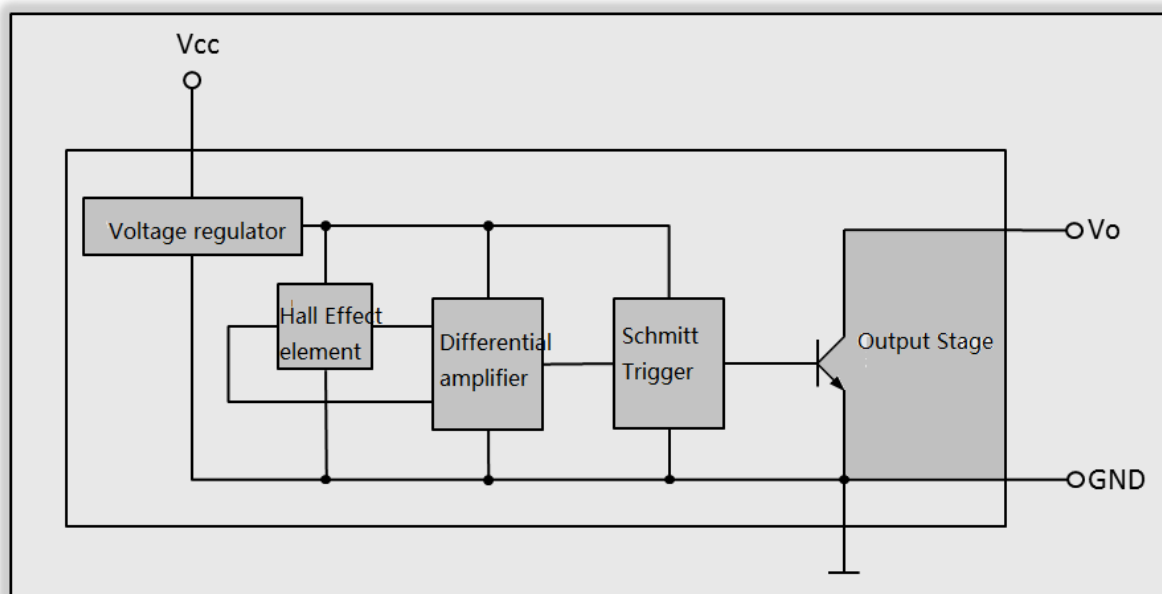 Vcc
Voltage regulator
Vo
Hall Effect
element
Differential
amplifier
Schmitt
Trigger
Output Stage
GND